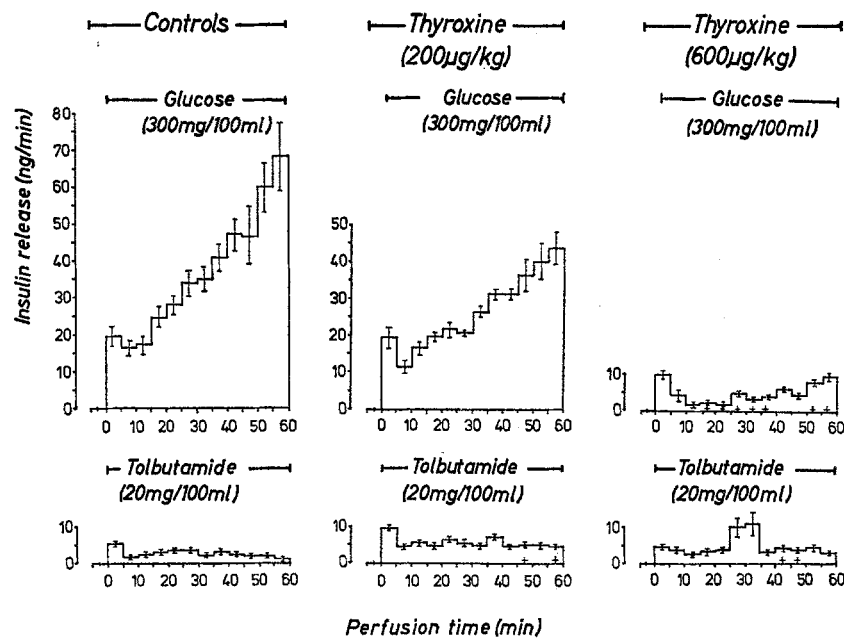 Controls
Thyroxine
(200µg/kg)
Thyroxine
(600µg/kg)
Glucose
(300mg/100ml)
Glucose
(300mg/100ml)
Glucose
(300mg/100ml)
Insulin release (ng/min)
80
70
60
50
40
30
20
10
0
50
40
30
20
10
0
10
0
0 10 20 30 40 50 60
0 10 20 30 40 50 60
0 10 20 30 40 50 60
Tolbutamide
(20mg/100ml)
Tolbutamide
(20mg/100ml)
Tolbutamide
(20mg/100ml)
10
0
10
0
10
0
0 10 20 30 40 50 60
0 10 20 30 40 50 60
0 10 20 30 40 50 60
Perfusion time (min)